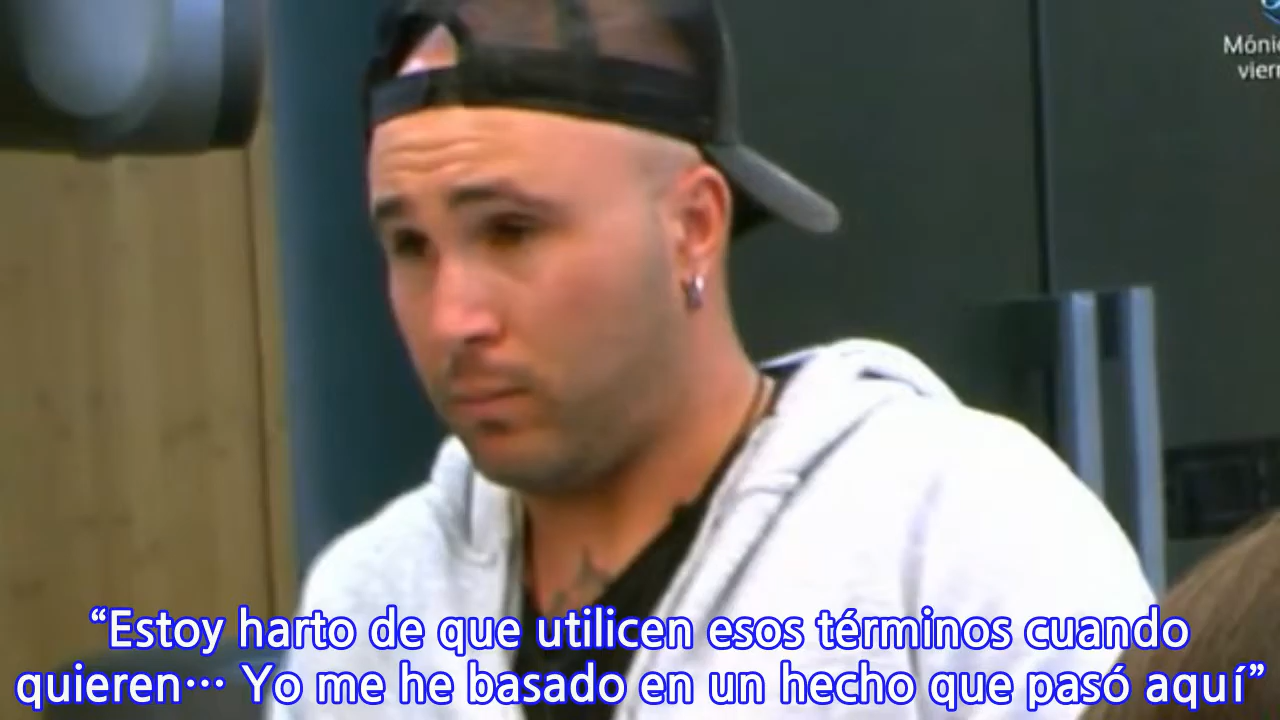 “Estoy harto de que utilicen esos términos cuando
quieren··· Yo me he basado en un hecho que pasó aquí”